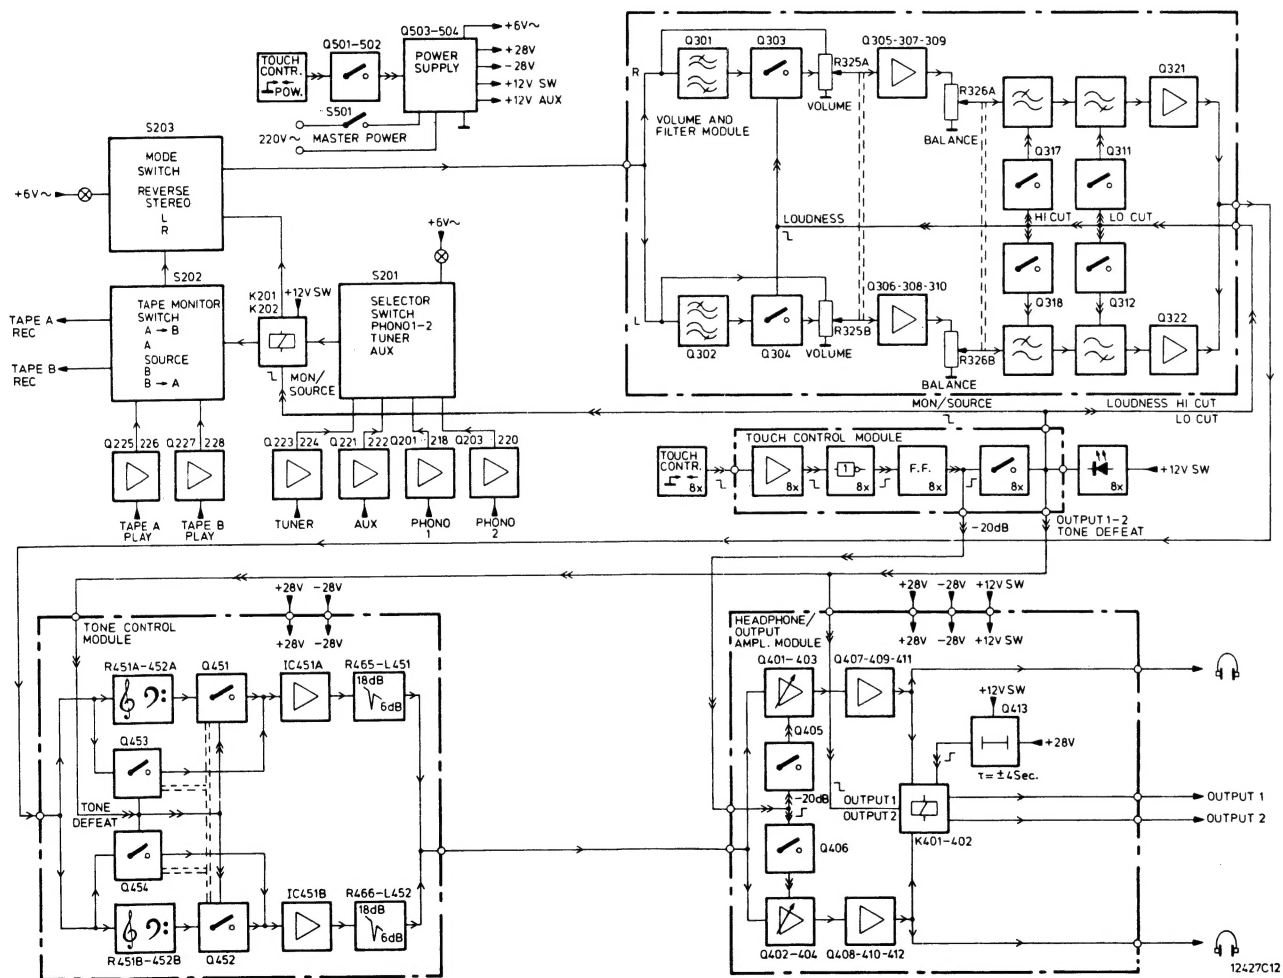 Q503-504
+6V~
Q501-502
TOUCH
CONTR.
POW.
POWER
SUPPLY
+28V
-28V
+12V SW
+12V AUX
S501
220V~
MASTER POWER
S203
MODE
SWITCH
REVERSE
STEREO
L
R
+6V~
S202
TAPE MONITOR
SWITCH
A → B
A
SOURCE
B
B → A
TAPE A
REC
TAPE B
REC
K201
K202
+12V SW
MON/
SOURCE
+6V~
S201
SELECTOR
SWITCH
PHONO 1-2
TUNER
AUX
Q225 226
Q227 228
Q223 224
Q221 222
Q201 218
Q203 220
TAPE A
PLAY
TAPE B
PLAY
TUNER
AUX
PHONO
1
PHONO
2
VOLUME AND
FILTER MODULE
R
Q301
Q303
R325A
VOLUME
Q305-307-309
R326A
BALANCE
Q321
Q317
Q311
LOUDNESS
HI CUT
LO CUT
Q318
Q312
L
Q302
Q304
R325B
VOLUME
Q306-308-310
R326B
BALANCE
Q322
MON/SOURCE
LOUDNESS HI CUT
LO CUT
TOUCH CONTROL MODULE
TOUCH
CONTR.
8x
8x
1
8x
F.F.
8x
8x
8x
+12V SW
-20dB
OUTPUT 1-2
TONE DEFEAT
TONE CONTROL
MODULE
+28V
-28V
+28V
-28V
R451A-452A
Q451
IC451A
R465-L451
18dB
6dB
Q453
TONE
DEFEAT
Q454
R451B-452B
Q452
IC451B
R466-L452
18dB
6dB
HEADPHONE/
OUTPUT
AMPL. MODULE
+28V
-28V
+12V SW
+28V
-28V
+12V SW
Q401-403
Q407-409-411
Q405
-20dB
Q406
Q402-404
Q408-410-412
OUTPUT 1
OUTPUT 2
K401-402
+12V SW
Q413
+28V
τ = ±4Sec.
OUTPUT 1
OUTPUT 2
12427C12